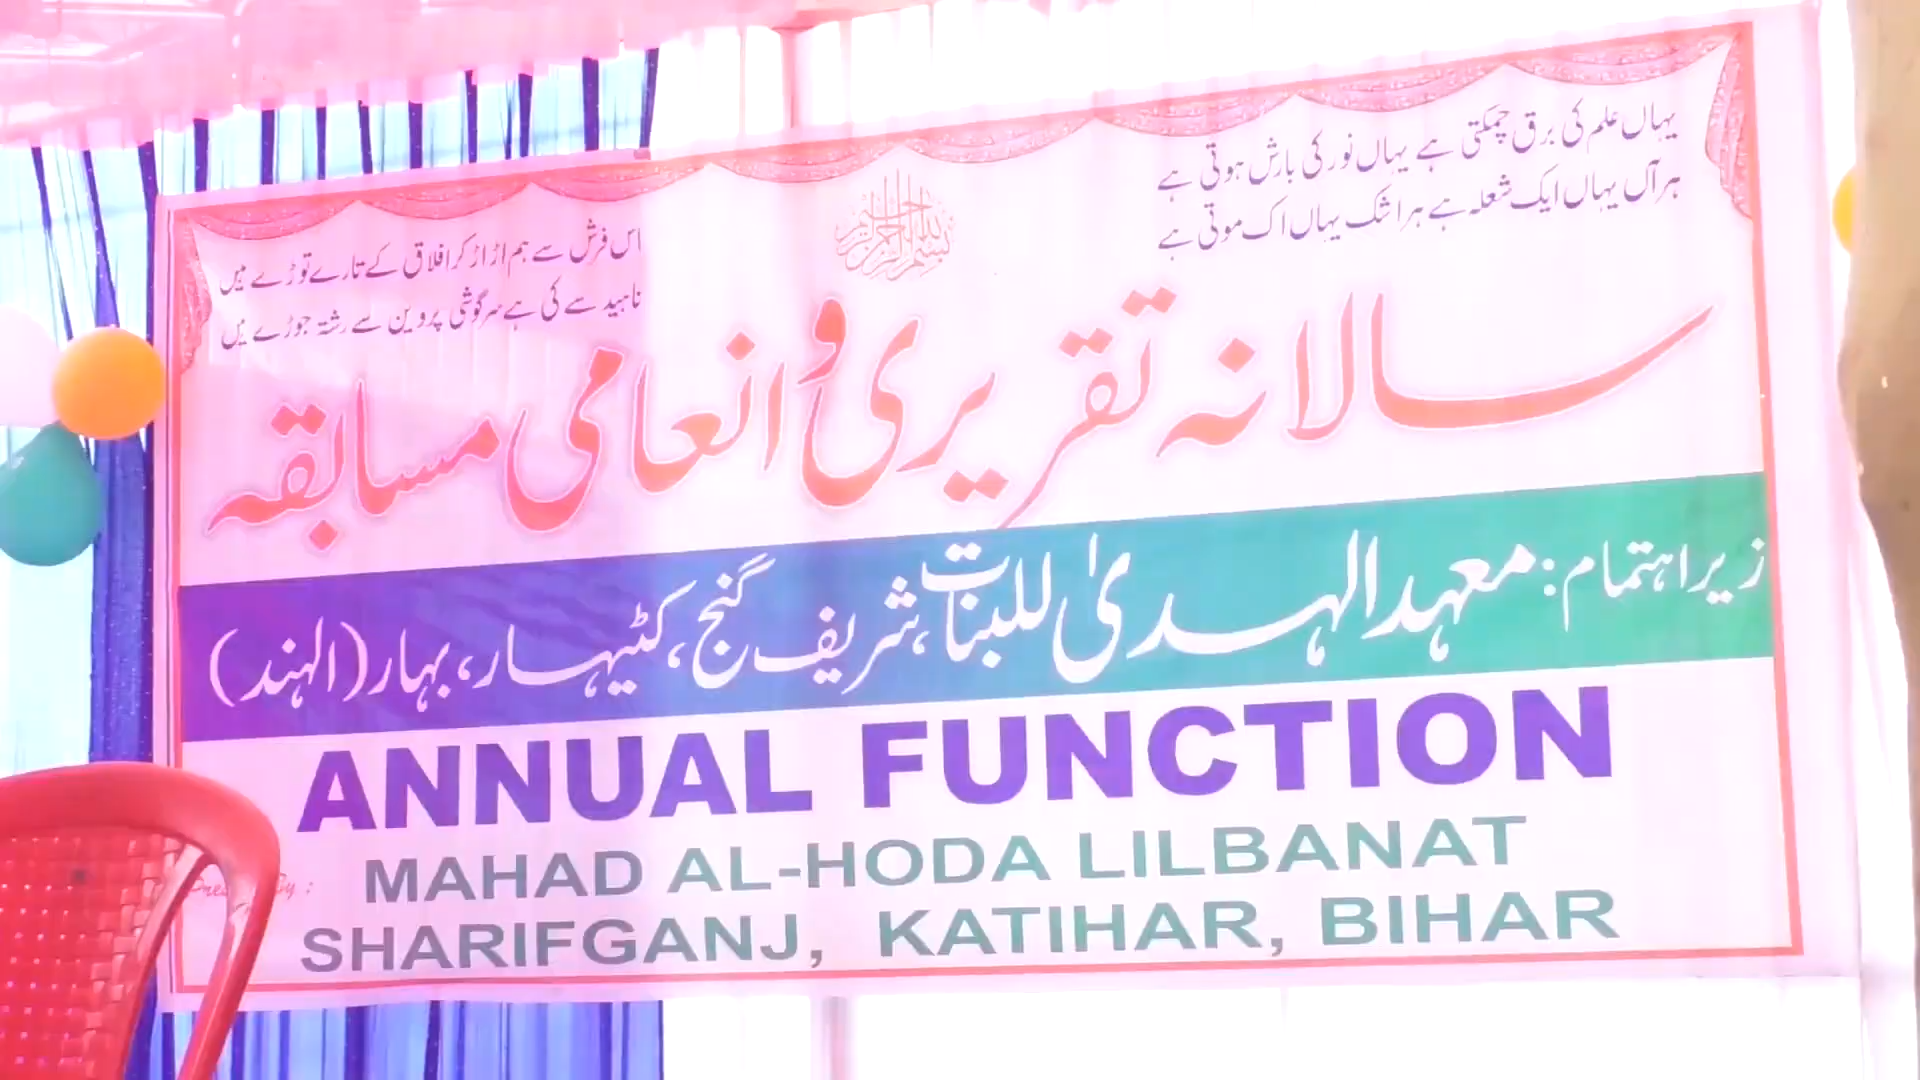 یہاں علم کی برق چمکتی ہے یہاں نور کی بارش ہوتی ہے
ہر آں یہاں ایک شعلہ ہے ہر اشک یہاں اک موتی ہے
بسم اللہ الرحمن الرحیم
اس فرش سے ہم اڑ اڑ کر افلاق کے تارے توڑے ہیں
ناہید سے کی ہے سرگوشی پروین سے رشتہ جوڑے ہیں
سالانہ تقریری و انعامی مسابقہ
زیر اہتمام: معہد الہدیٰ للبنات، شریف گنج، کٹیہار، بہار (الہند)
ANNUAL FUNCTION
MAHAD AL-HODA LILBANAT
SHARIFGANJ, KATIHAR, BIHAR